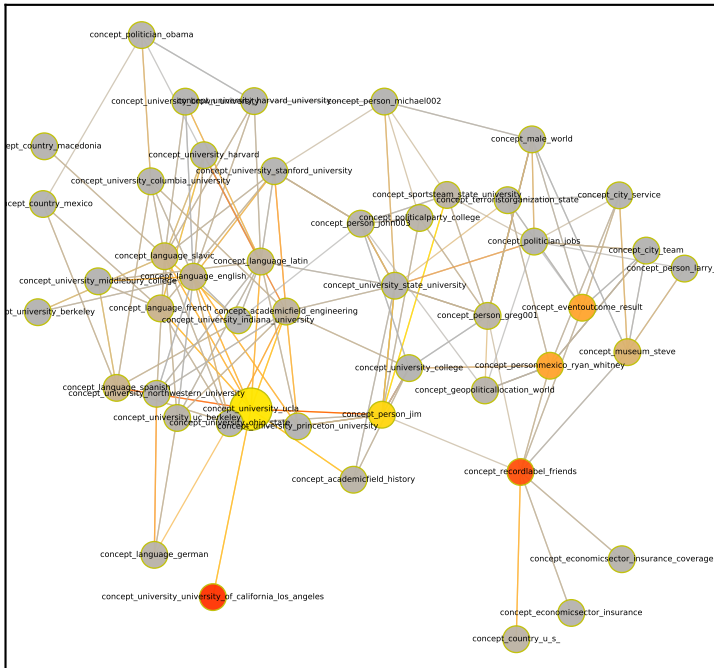 concept_politician_obama
concept_university_harvard_university
concept_person_michael002
concept_country_macedonia
concept_male_world
concept_university_harvard
concept_university_stanford_university
concept_university_columbia_university
concept_sportsteam_state_university
concept_terroristorganization_state
concept_city_service
concept_country_mexico
concept_politicalparty_college
concept_person_john003
concept_politician_jobs
concept_city_team
concept_language_slavic
concept_language_latin
concept_person_larry_
concept_language_english
concept_university_middlebury_college
concept_university_state_university
pt_university_berkeley
concept_language_french
concept_academicfield_engineering
concept_university_indiana_university
concept_person_greg001
concept_eventoutcome_result
concept_museum_steve
concept_university_college
concept_personmexico_ryan_whitney
concept_language_spanish
concept_university_northwestern_university
concept_geopoliticallocation_world
concept_university_ucla
concept_person_jim
concept_university_uc_berkeley
concept_university_ohio_state
concept_university_princeton_university
concept_recordlabel_friends
concept_academicfield_history
concept_language_german
concept_economicsector_insurance_coverage
concept_university_university_of_california_los_angeles
concept_economicsector_insurance
concept_country_u_s_